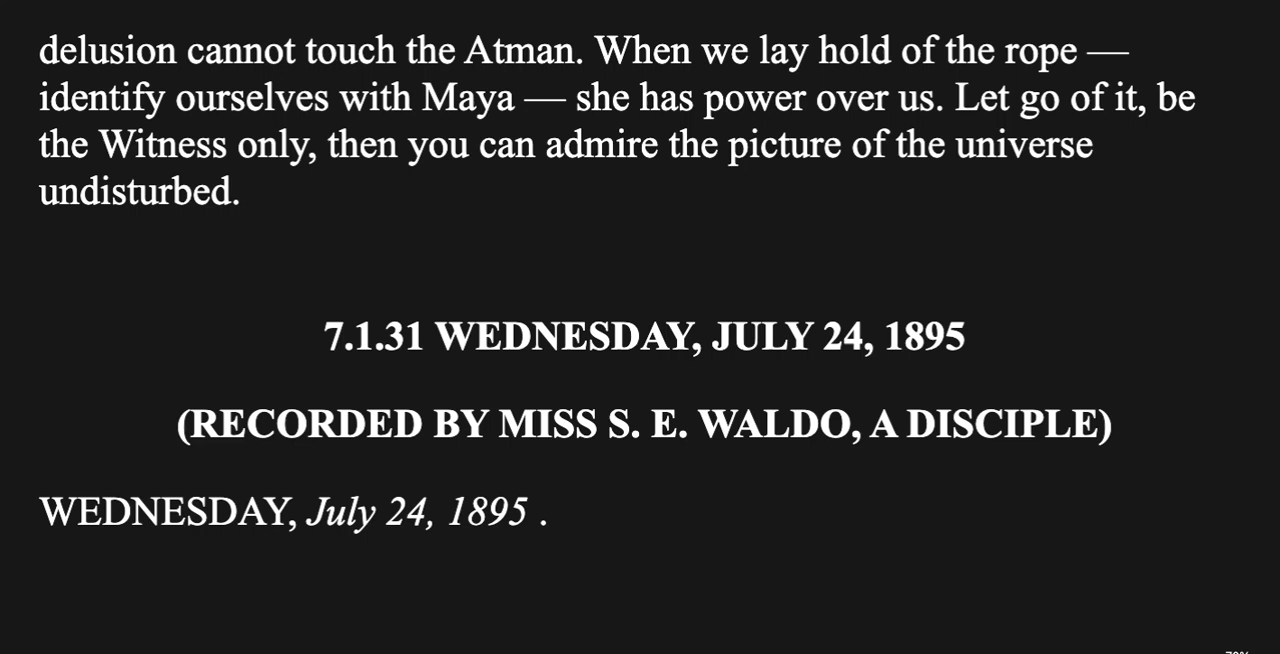 delusion cannot touch the Atman. When we lay hold of the rope —
identify ourselves with Maya — she has power over us. Let go of it, be
the Witness only, then you can admire the picture of the universe
undisturbed.
7.1.31 WEDNESDAY, JULY 24, 1895
(RECORDED BY MISS S. E. WALDO, A DISCIPLE)
WEDNESDAY, July 24, 1895 .